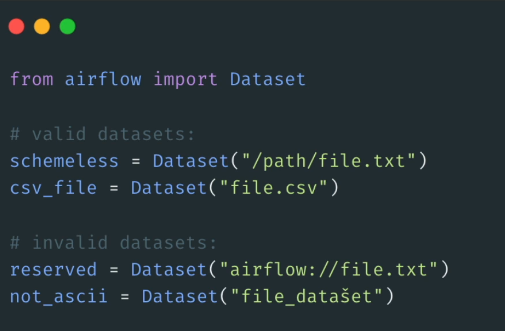 from airflow import Dataset
# valid datasets:
schemeless = Dataset("/path/file.txt")
csv_file = Dataset("file.csv")
# invalid datasets:
reserved = Dataset("airflow://file.txt")
not_ascii = Dataset("file_datašet")